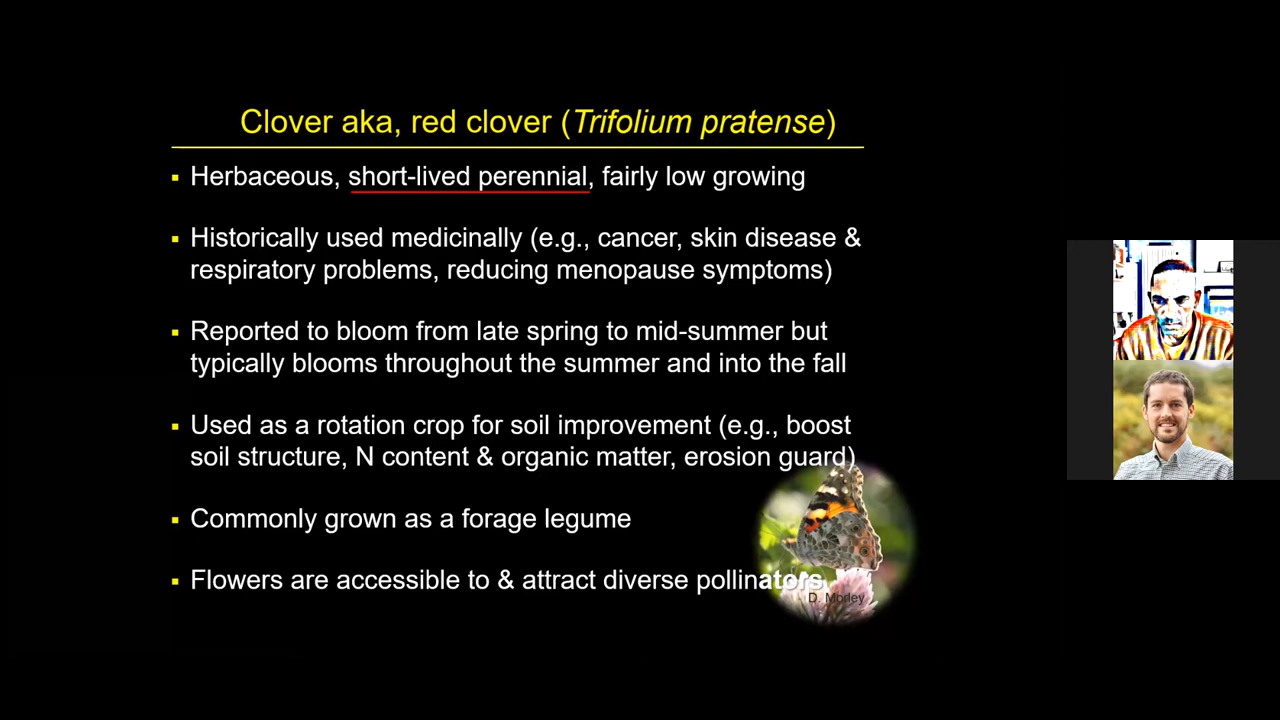 Clover aka, red clover (Trifolium pratense)
▪ Herbaceous, short-lived perennial, fairly low growing
▪ Historically used medicinally (e.g., cancer, skin disease &
respiratory problems, reducing menopause symptoms)
▪ Reported to bloom from late spring to mid-summer but
typically blooms throughout the summer and into the fall
▪ Used as a rotation crop for soil improvement (e.g., boost
soil structure, N content & organic matter, erosion guard)
▪ Commonly grown as a forage legume
▪ Flowers are accessible to & attract diverse pollinators
D. Morley